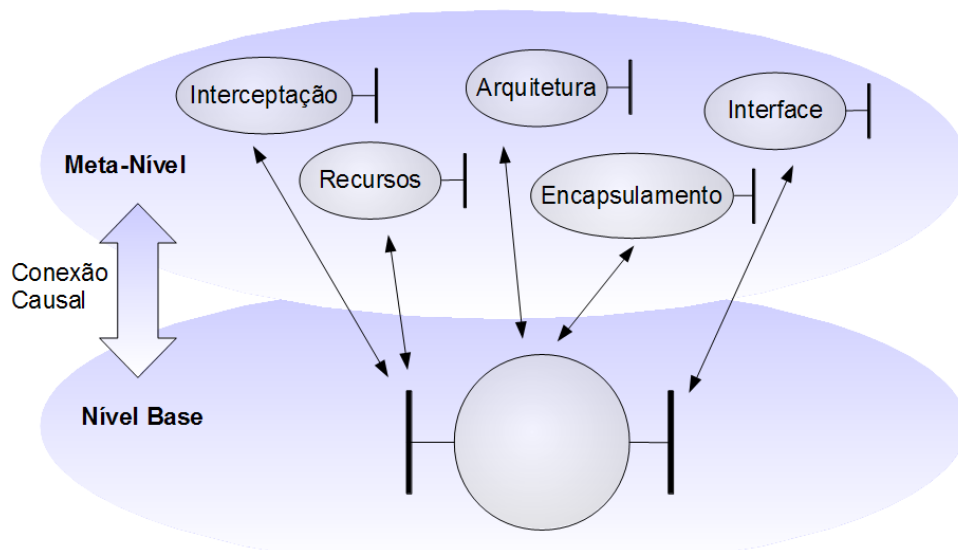 Interceptação
Arquitetura
Interface
Meta-Nível
Recursos
Encapsulamento
Conexão
Causal
Nível Base